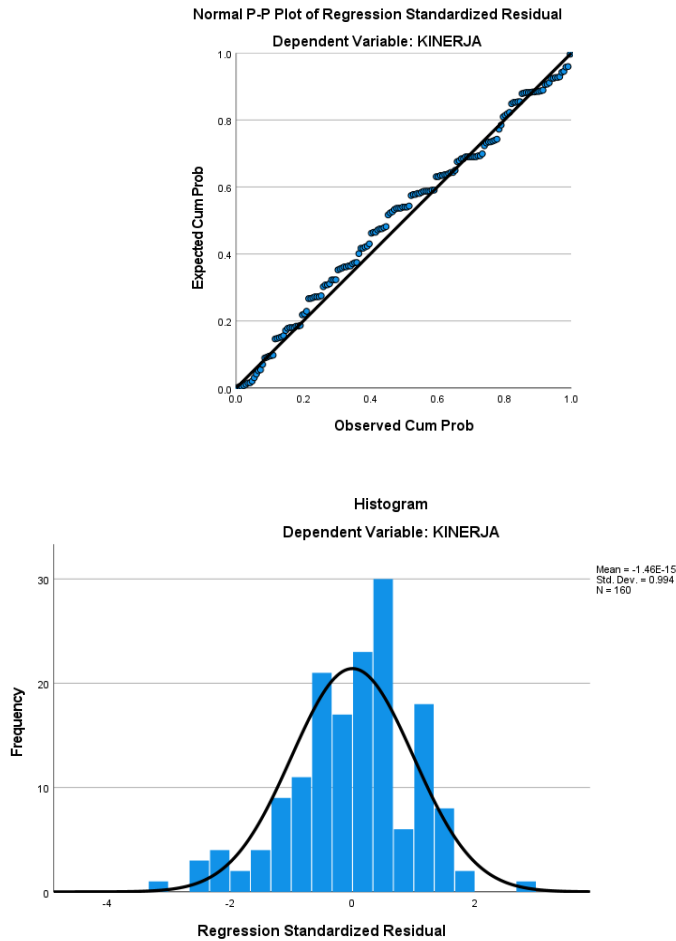 Normal P-P Plot of Regression Standardized Residual
Dependent Variable: KINERJA
Expected Cum Prob
1.0
0.8
0.6
0.4
0.2
0.0
0.0 0.2 0.4 0.6 0.8 1.0
Observed Cum Prob
Histogram
Dependent Variable: KINERJA
Mean = -1.46E-15
Std. Dev. = 0.994
N = 160
Frequency
30
20
10
0
-4 -2 0 2
Regression Standardized Residual